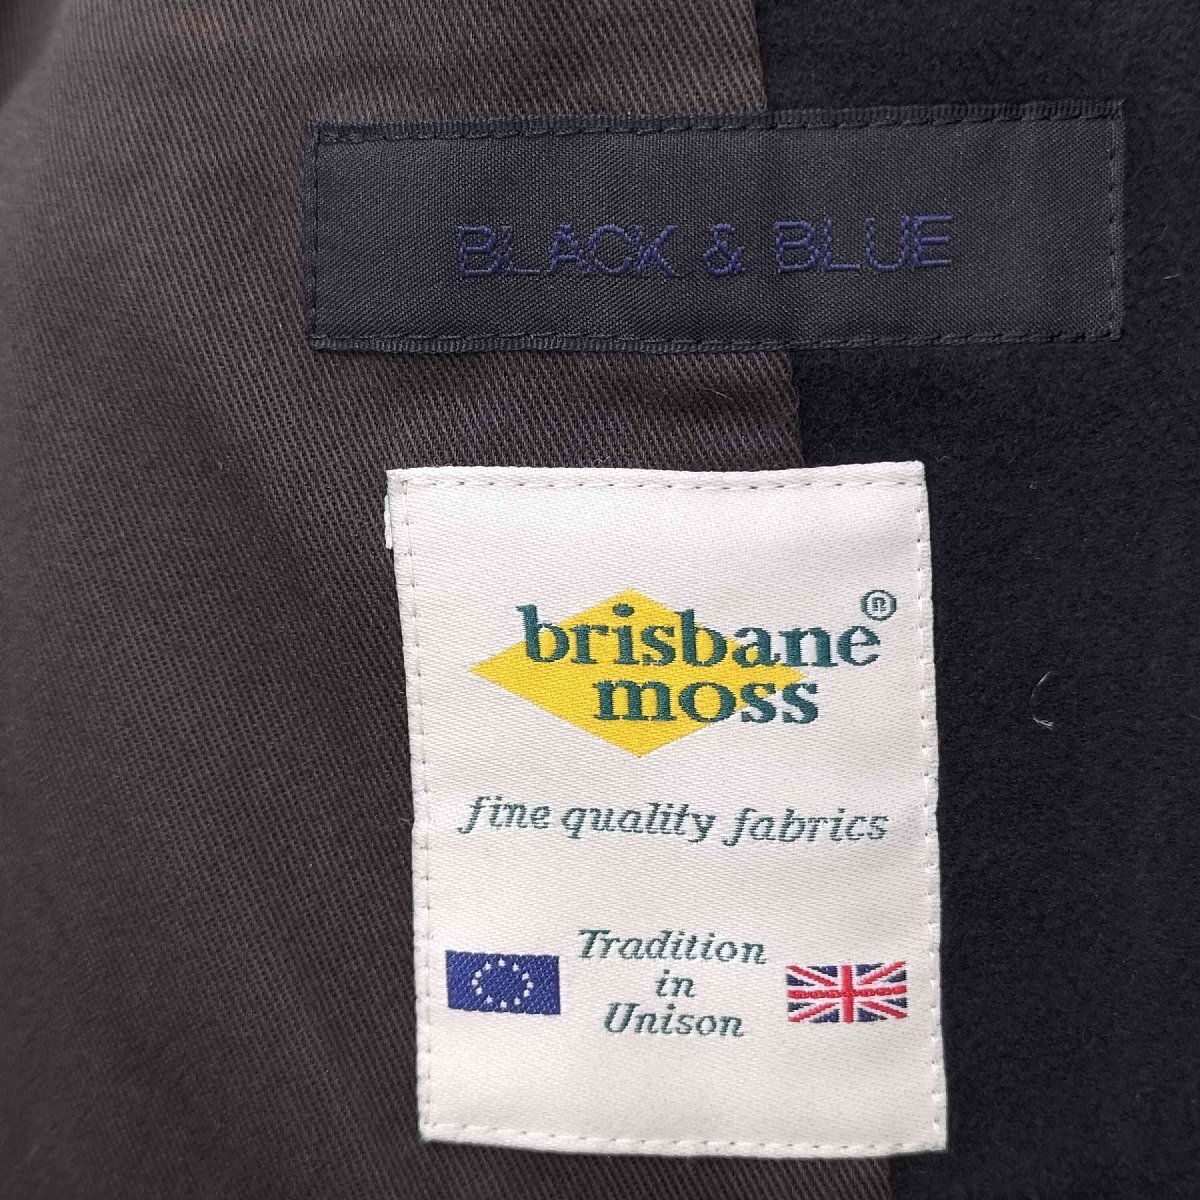 BLACK & BLUE
brisbane ®
moss
fine quality fabrics
Tradition
in
Unison